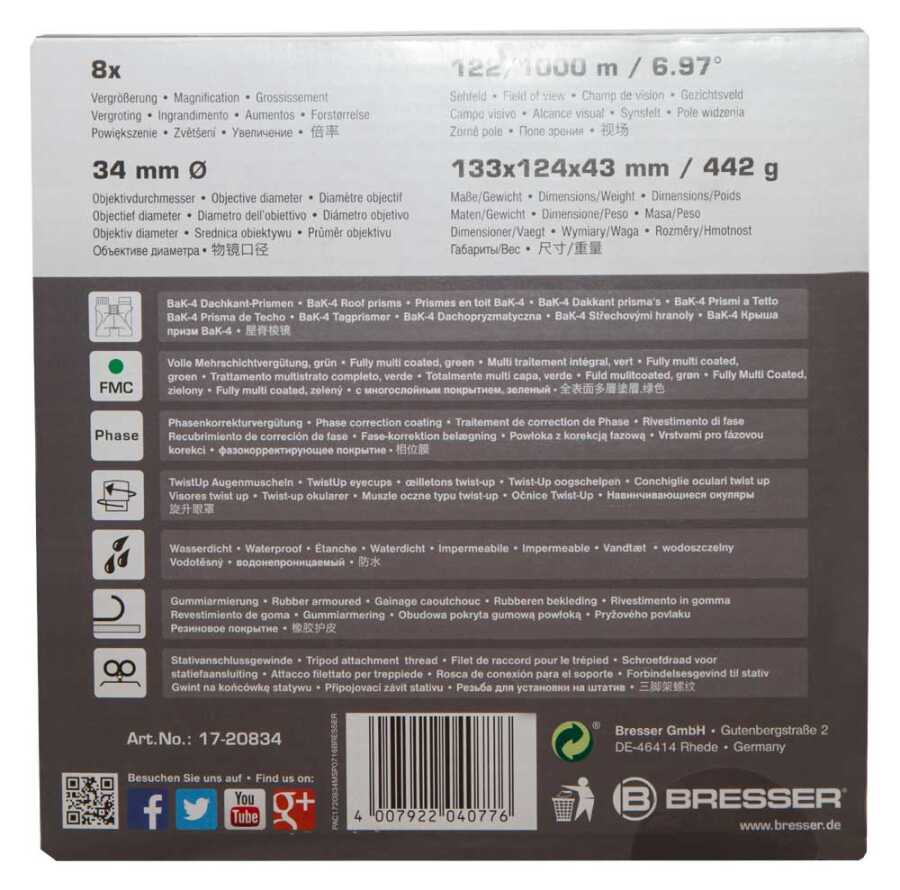 8x
Vergrößerung • Magnification • Grossissement
Vergroting • Ingrandimento • Aumentos • Forstørrelse
Powiększenie • Zvětšení • Увеличение • 倍率
122/1000 m / 6.97°
Sehfeld • Field of view • Champ de vision • Gezichtsveld
Campo visivo • Alcance visual • Synsfelt • Pole widzenia
Zorné pole • Поле зрения • 视场
34 mm Ø
Objektivdurchmesser • Objective diameter • Diamètre objectif
Objectief diameter • Diametro dell'obiettivo • Diámetro objetivo
Objektiv diameter • Srednica obiektywu • Průměr objektivu
Объективе диаметра • 物镜口径
133x124x43 mm / 442 g
Maße/Gewicht • Dimensions/Weight • Dimensions/Poids
Maten/Gewicht • Dimensione/Peso • Masa/Peso
Dimensioner/Vaegt • Wymiary/Waga • Rozměry/Hmotnost
Габариты/Вес • 尺寸/重量
BaK-4 Dachkant-Prismen • BaK-4 Roof prisms • Prismes en toit BaK-4 • BaK-4 Dakkant prisma's • BaK-4 Prismi a Tetto
BaK-4 Prisma de Techo • BaK-4 Tagprismer • BaK-4 Dachopryzmatyczna • BaK-4 Střechovými hranoly • BaK-4 Крыша
призм BaK-4 • 屋脊棱镜
FMC
Volle Mehrschichtvergütung, grün • Fully multi coated, green • Multi traitement intégral, vert • Fully multi coated,
groen • Trattamento multistrato completo, verde • Totalmente multi capa, verde • Fuld mulitcoated, grøn • Fully Multi Coated,
zielony • Fully multi coated, zelený • с многослойным покрытием, зеленый • 全表面多層塗層,绿色
Phase
Phasenkorrekturvergütung • Phase correction coating • Traitement de correction de Phase • Rivestimento di fase
Recubrimiento de correción de fase • Fase-korrektion belægning • Powłoka z korekcją fazową • Vrstvami pro fázovou
korekci • фазокорректирующее покрытие • 相位膜
TwistUp Augenmuscheln • TwistUp eyecups • œilletons twist-up • Twist-Up oogschelpen • Conchiglie oculari twist up
Visores twist up • Twist-up okularer • Muszle oczne typu twist-up • Očnice Twist-Up • Навинчивающиеся окуляры
旋升眼罩
Wasserdicht • Waterproof • Étanche • Waterdicht • Impermeabile • Impermeable • Vandtæt • wodoszczelny
Vodotěsný • водонепроницаемый • 防水
Gummiarmierung • Rubber armoured • Gainage caoutchouc • Rubberen bekleding • Rivestimento in gomma
Revestimiento de goma • Gummiarmering • Obudowa pokryta gumową powłoką • Pryžového povlaku
Резиновое покрытие • 橡胶护皮
Stativanschlussgewinde • Tripod attachment thread • Filet de raccord pour le trépied • Schroefdraad voor
statiefaansluiting • Attacco filettato per treppiede • Rosca de conexión para el soporte • Forbindelsesgevind til stativ
Gwint na końcówkę statywu • Připojovací závit stativu • Резьба для установки на штатив • 三脚架螺纹
Art.No.: 17-20834
Besuchen Sie uns auf • Find us on:
f
You
Tube
g+
PAC1720834MSP0716BRESSER
4 007922 040776
®
Bresser GmbH • Gutenbergstraße 2
DE-46414 Rhede • Germany
B BRESSER®
www.bresser.de